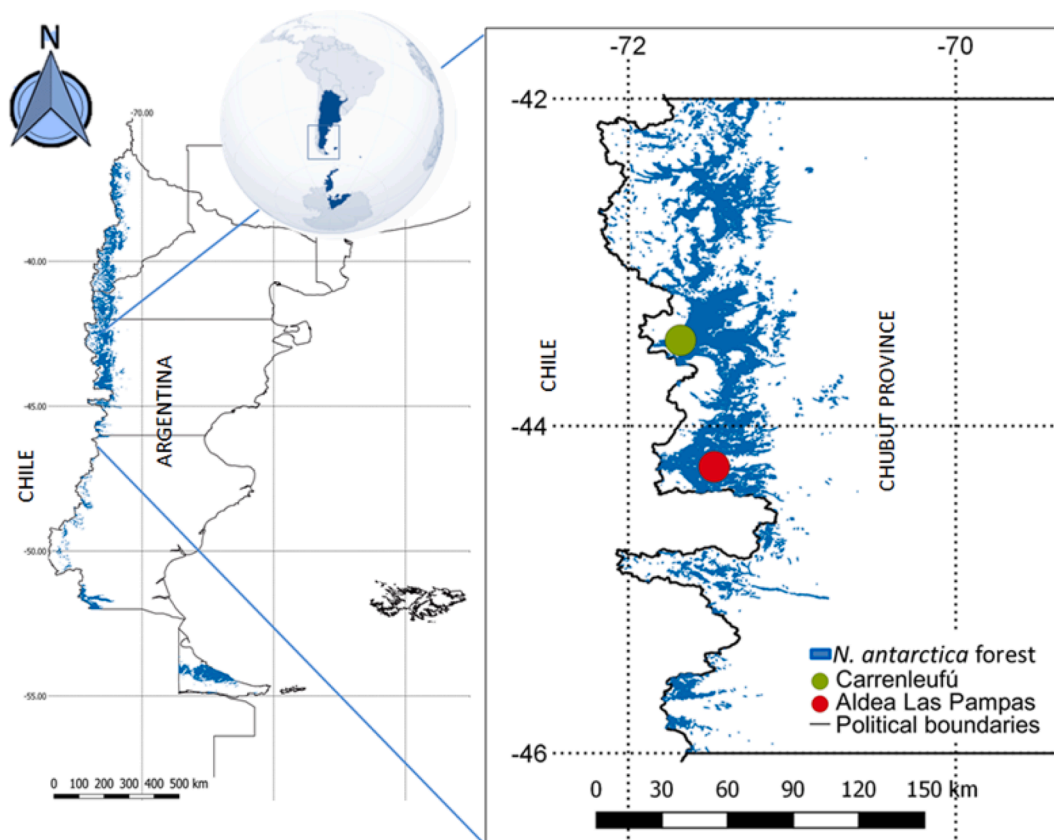 N
-70.00
-40.00
-45.00
-50.00
-55.00
CHILE
ARGENTINA
0 100 200 300 400 500 km
-72
-70
-42
-44
-46
CHILE
CHUBUT PROVINCE
N. antarctica forest
Carrenleufú
Aldea Las Pampas
Political boundaries
0 30 60 90 120 150 km